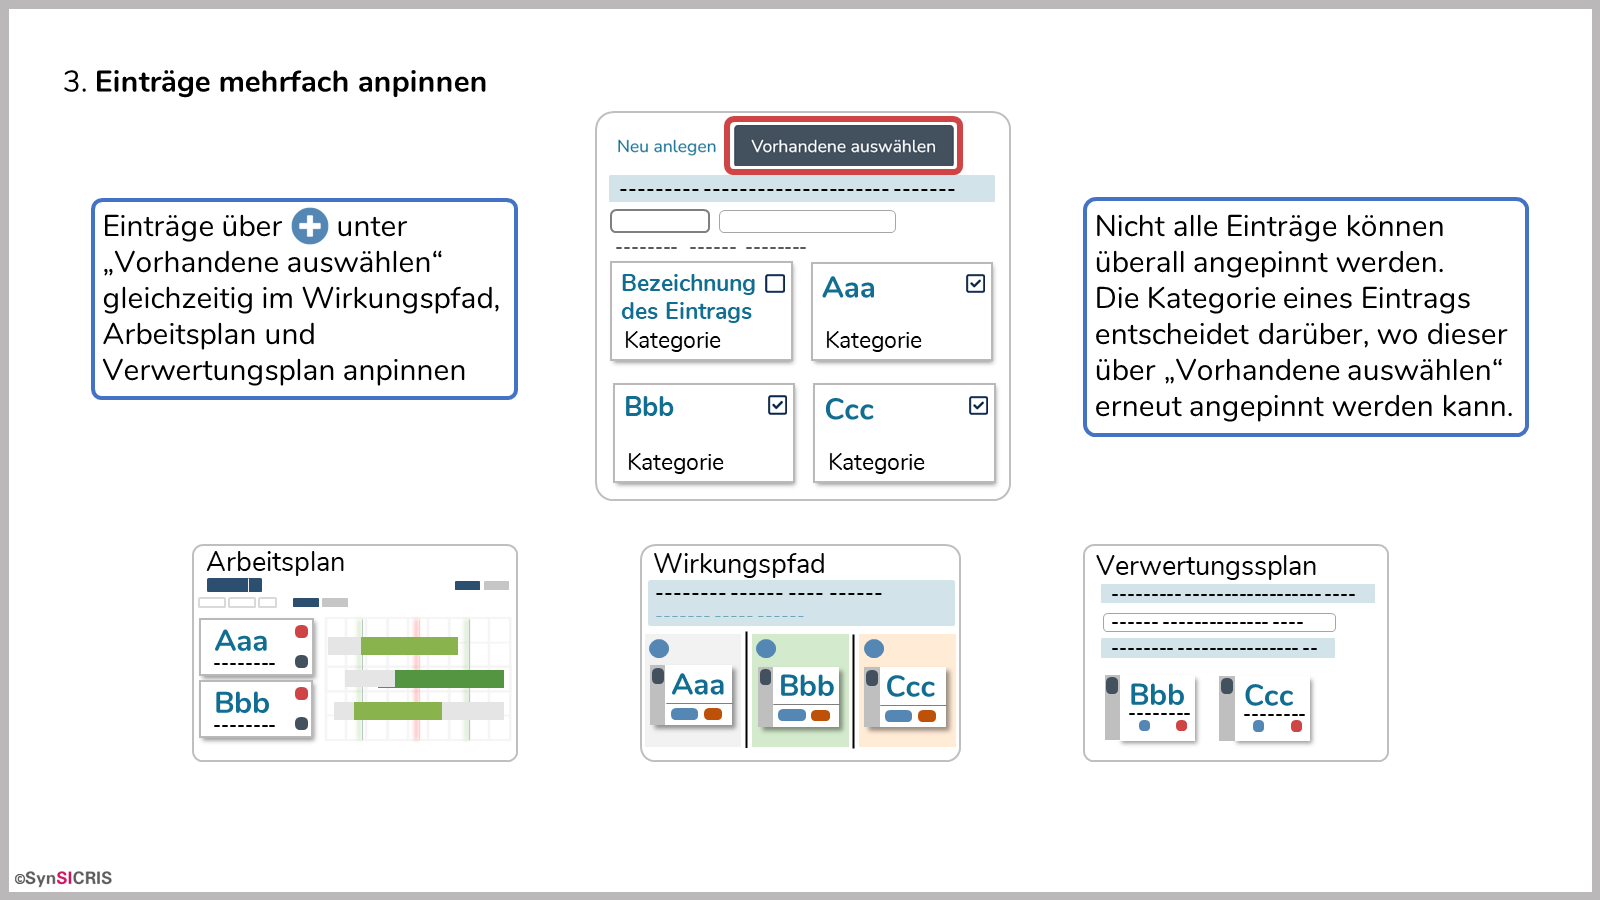 3. Einträge mehrfach anpinnen
Neu anlegen
Vorhandene auswählen
Einträge über unter
„Vorhandene auswählen“
gleichzeitig im Wirkungspfad,
Arbeitsplan und
Verwertungsplan anpinnen
Bezeichnung
des Eintrags
Kategorie
Aaa
Kategorie
Bbb
Kategorie
Ccc
Kategorie
Nicht alle Einträge können
überall angepinnt werden.
Die Kategorie eines Eintrags
entscheidet darüber, wo dieser
über „Vorhandene auswählen“
erneut angepinnt werden kann.
Arbeitsplan
Aaa
Bbb
Wirkungspfad
Aaa
Bbb
Ccc
Verwertungssplan
Bbb
Ccc
©SynSICRIS